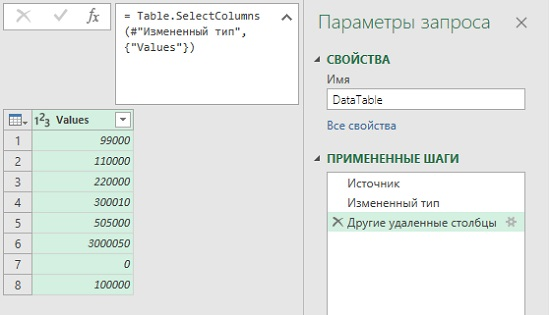 = Table.SelectColumns
(#"Измененный тип",
{"Values"})
Values
1 99000
2 110000
3 220000
4 300010
5 505000
6 3000050
7 0
8 100000
Параметры запроса
СВОЙСТВА
Имя
DataTable
Все свойства
ПРИМЕНЕННЫЕ ШАГИ
Источник
Измененный тип
Другие удаленные столбцы